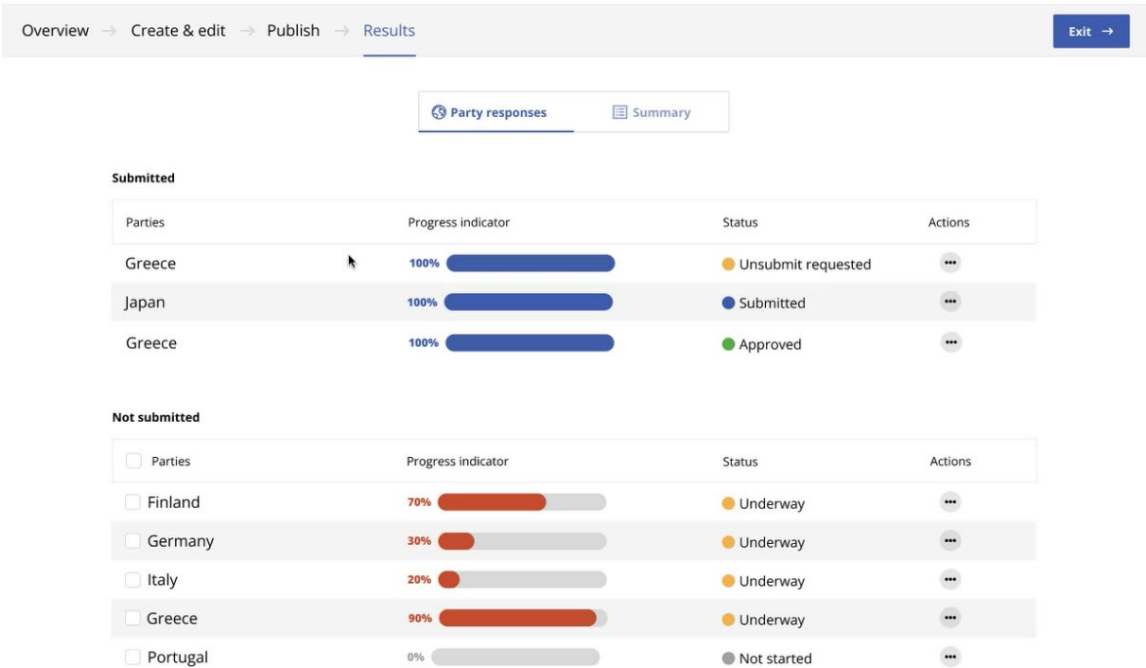 Overview → Create & edit → Publish → Results Exit →
Party responses Summary
Submitted
Parties Progress indicator Status Actions
Greece 100% Unsubmit requested
Japan 100% Submitted
Greece 100% Approved
Not submitted
Parties Progress indicator Status Actions
Finland 70% Underway
Germany 30% Underway
Italy 20% Underway
Greece 90% Underway
Portugal 0% Not started